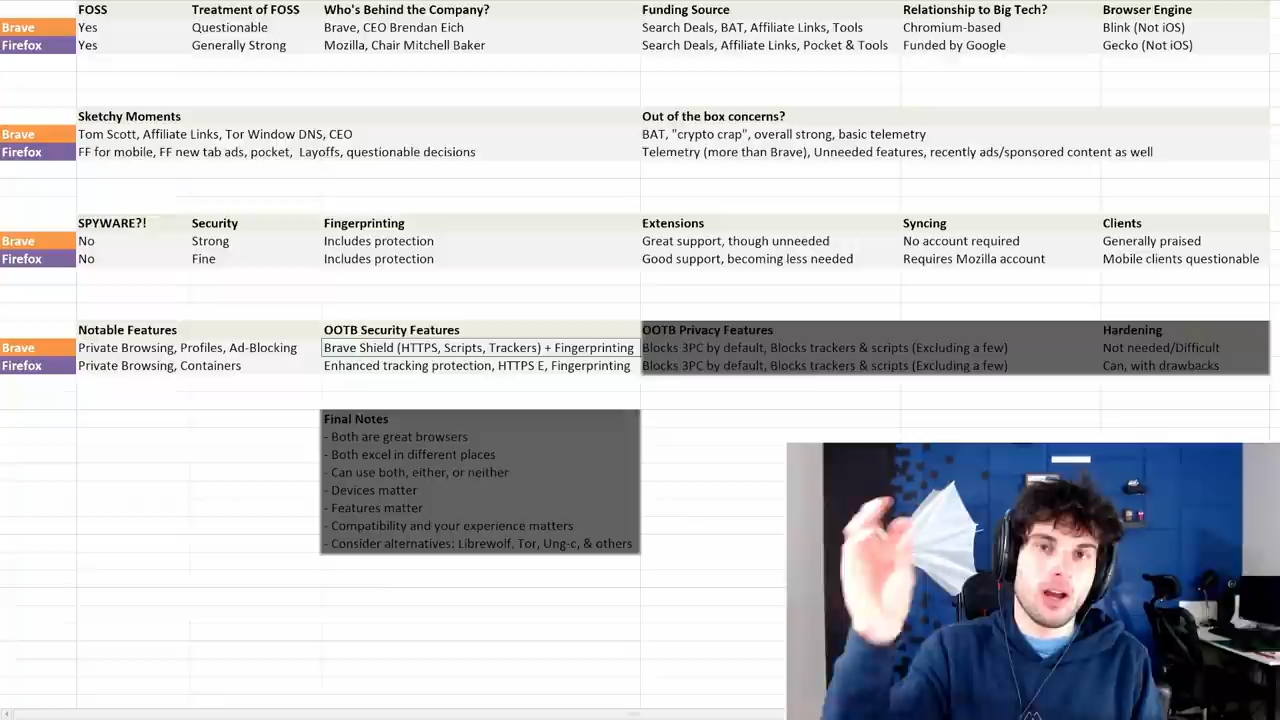 FOSS Treatment of FOSS Who's Behind the Company? Funding Source Relationship to Big Tech? Browser Engine
Brave Yes Questionable Brave, CEO Brendan Eich Search Deals, BAT, Affiliate Links, Tools Chromium-based Blink (Not iOS)
Firefox Yes Generally Strong Mozilla, Chair Mitchell Baker Search Deals, Affiliate Links, Pocket & Tools Funded by Google Gecko (Not iOS)
Sketchy Moments Out of the box concerns?
Brave Tom Scott, Affiliate Links, Tor Window DNS, CEO BAT, "crypto crap", overall strong, basic telemetry
Firefox FF for mobile, FF new tab ads, pocket, Layoffs, questionable decisions Telemetry (more than Brave), Unneeded features, recently ads/sponsored content as well
SPYWARE?! Security Fingerprinting Extensions Syncing Clients
Brave No Strong Includes protection Great support, though unneeded No account required Generally praised
Firefox No Fine Includes protection Good support, becoming less needed Requires Mozilla account Mobile clients questionable
Notable Features OOTB Security Features OOTB Privacy Features Hardening
Brave Private Browsing, Profiles, Ad-Blocking Brave Shield (HTTPS, Scripts, Trackers) + Fingerprinting Blocks 3PC by default, Blocks trackers & scripts (Excluding a few) Not needed/Difficult
Firefox Private Browsing, Containers Enhanced tracking protection, HTTPS E, Fingerprinting Blocks 3PC by default, Blocks trackers & scripts (Excluding a few) Can, with drawbacks
Final Notes
- Both are great browsers
- Both excel in different places
- Can use both, either, or neither
- Devices matter
- Features matter
- Compatibility and your experience matters
- Consider alternatives: Librewolf, Tor, Ung-c, & others